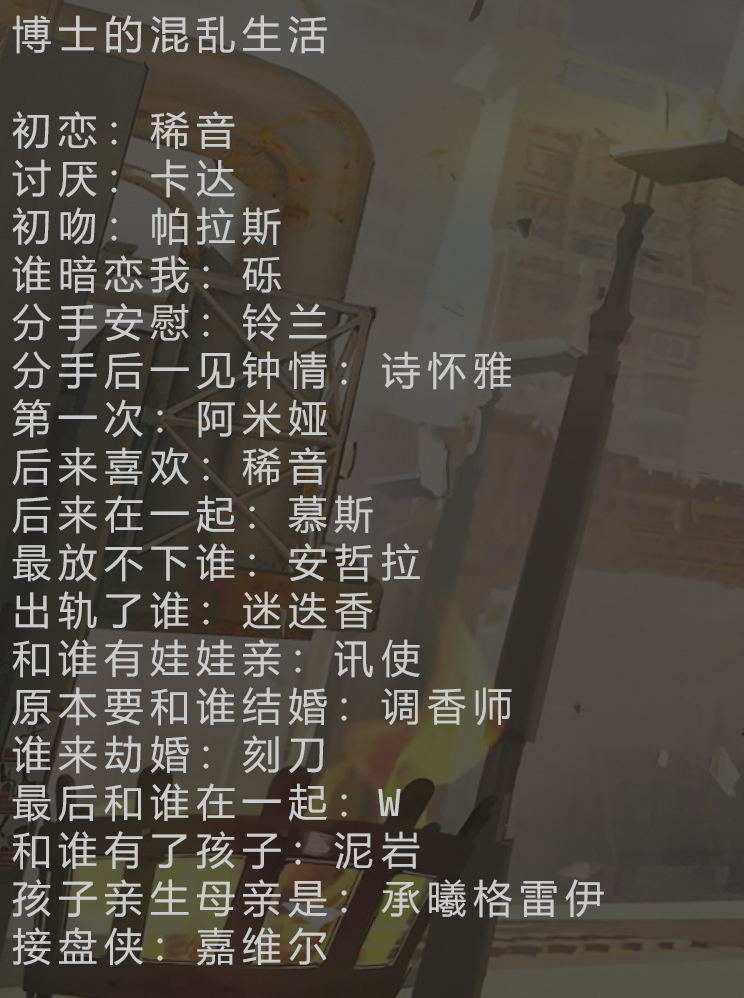 博士的混乱生活
初恋：稀音
讨厌：卡达
初吻：帕拉斯
谁暗恋我：砾
分手安慰：铃兰
分手后一见钟情：诗怀雅
第一次：阿米娅
后来喜欢：稀音
后来在一起：慕斯
最放不下谁：安哲拉
出轨了谁：迷迭香
和谁有娃娃亲：讯使
原本要和谁结婚：调香师
谁来劫婚：刻刀
最后和谁在一起：W
和谁有了孩子：泥岩
孩子亲生母亲是：承曦格雷伊
接盘侠：嘉维尔